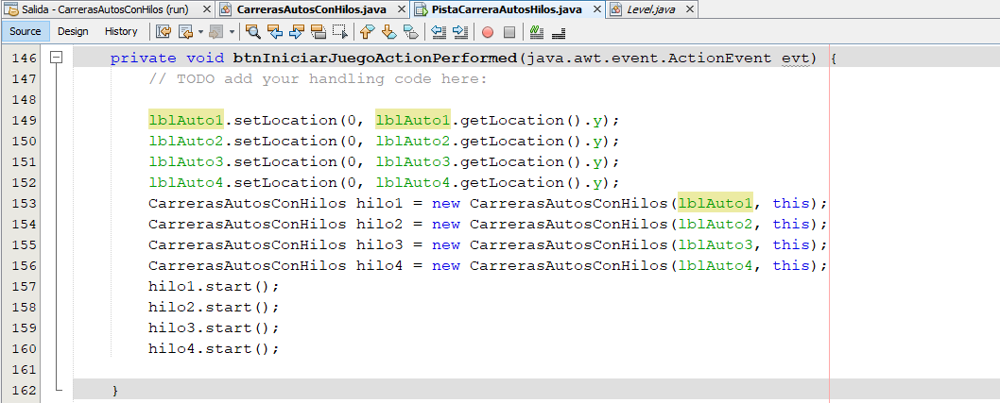 Salida - CarrerasAutosConHilos (run) CarrerasAutosConHilos.java PistaCarreraAutosHilos.java Level.java
Source Design History
146 private void btnIniciarJuegoActionPerformed(java.awt.event.ActionEvent evt) {
147 // TODO add your handling code here:
148
149 lblAuto1.setLocation(0, lblAuto1.getLocation().y);
150 lblAuto2.setLocation(0, lblAuto2.getLocation().y);
151 lblAuto3.setLocation(0, lblAuto3.getLocation().y);
152 lblAuto4.setLocation(0, lblAuto4.getLocation().y);
153 CarrerasAutosConHilos hilo1 = new CarrerasAutosConHilos(lblAuto1, this);
154 CarrerasAutosConHilos hilo2 = new CarrerasAutosConHilos(lblAuto2, this);
155 CarrerasAutosConHilos hilo3 = new CarrerasAutosConHilos(lblAuto3, this);
156 CarrerasAutosConHilos hilo4 = new CarrerasAutosConHilos(lblAuto4, this);
157 hilo1.start();
158 hilo2.start();
159 hilo3.start();
160 hilo4.start();
161
162 }